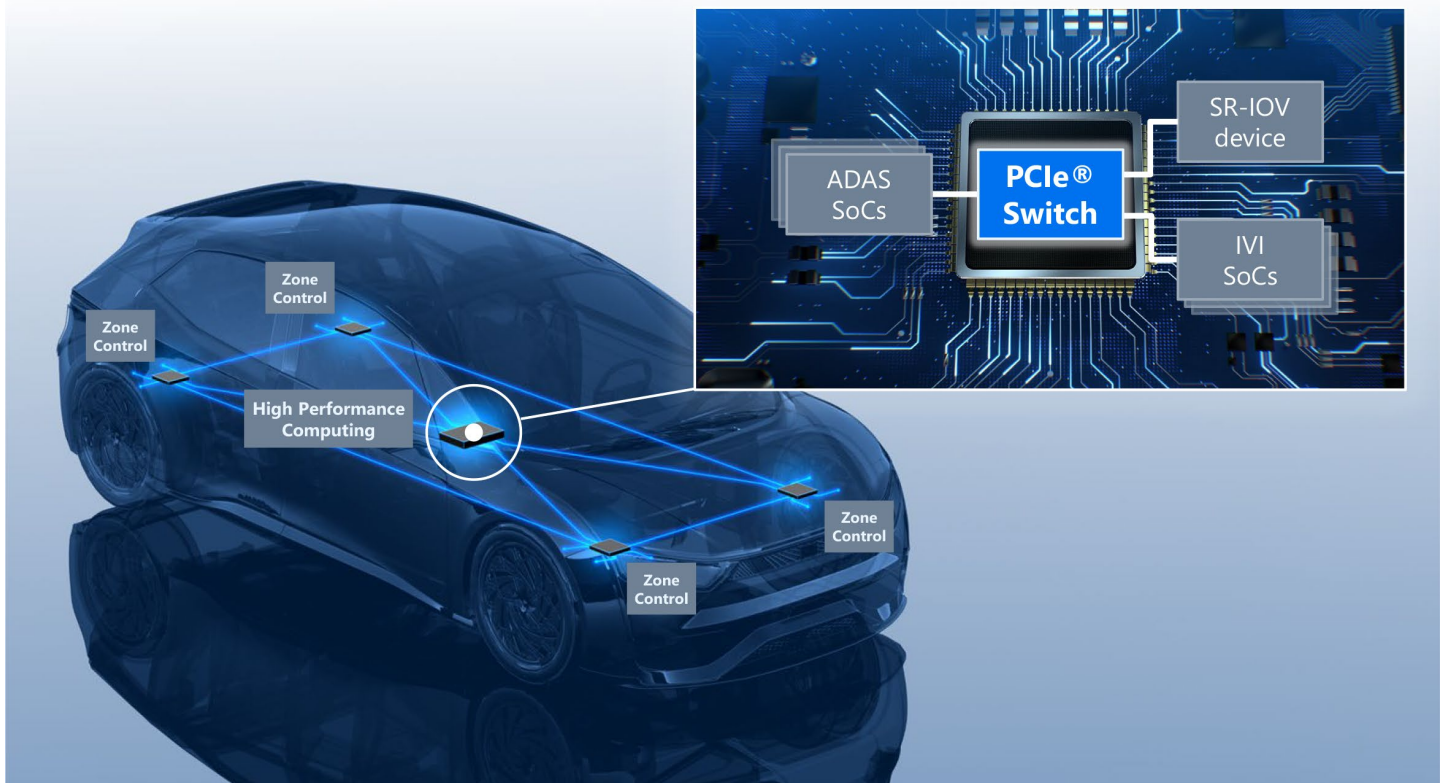 SR-IOV
device
ADAS
SoCs
PCIe®
Switch
IVI
SoCs
Zone
Control
Zone
Control
High Performance
Computing
Zone
Control
Zone
Control